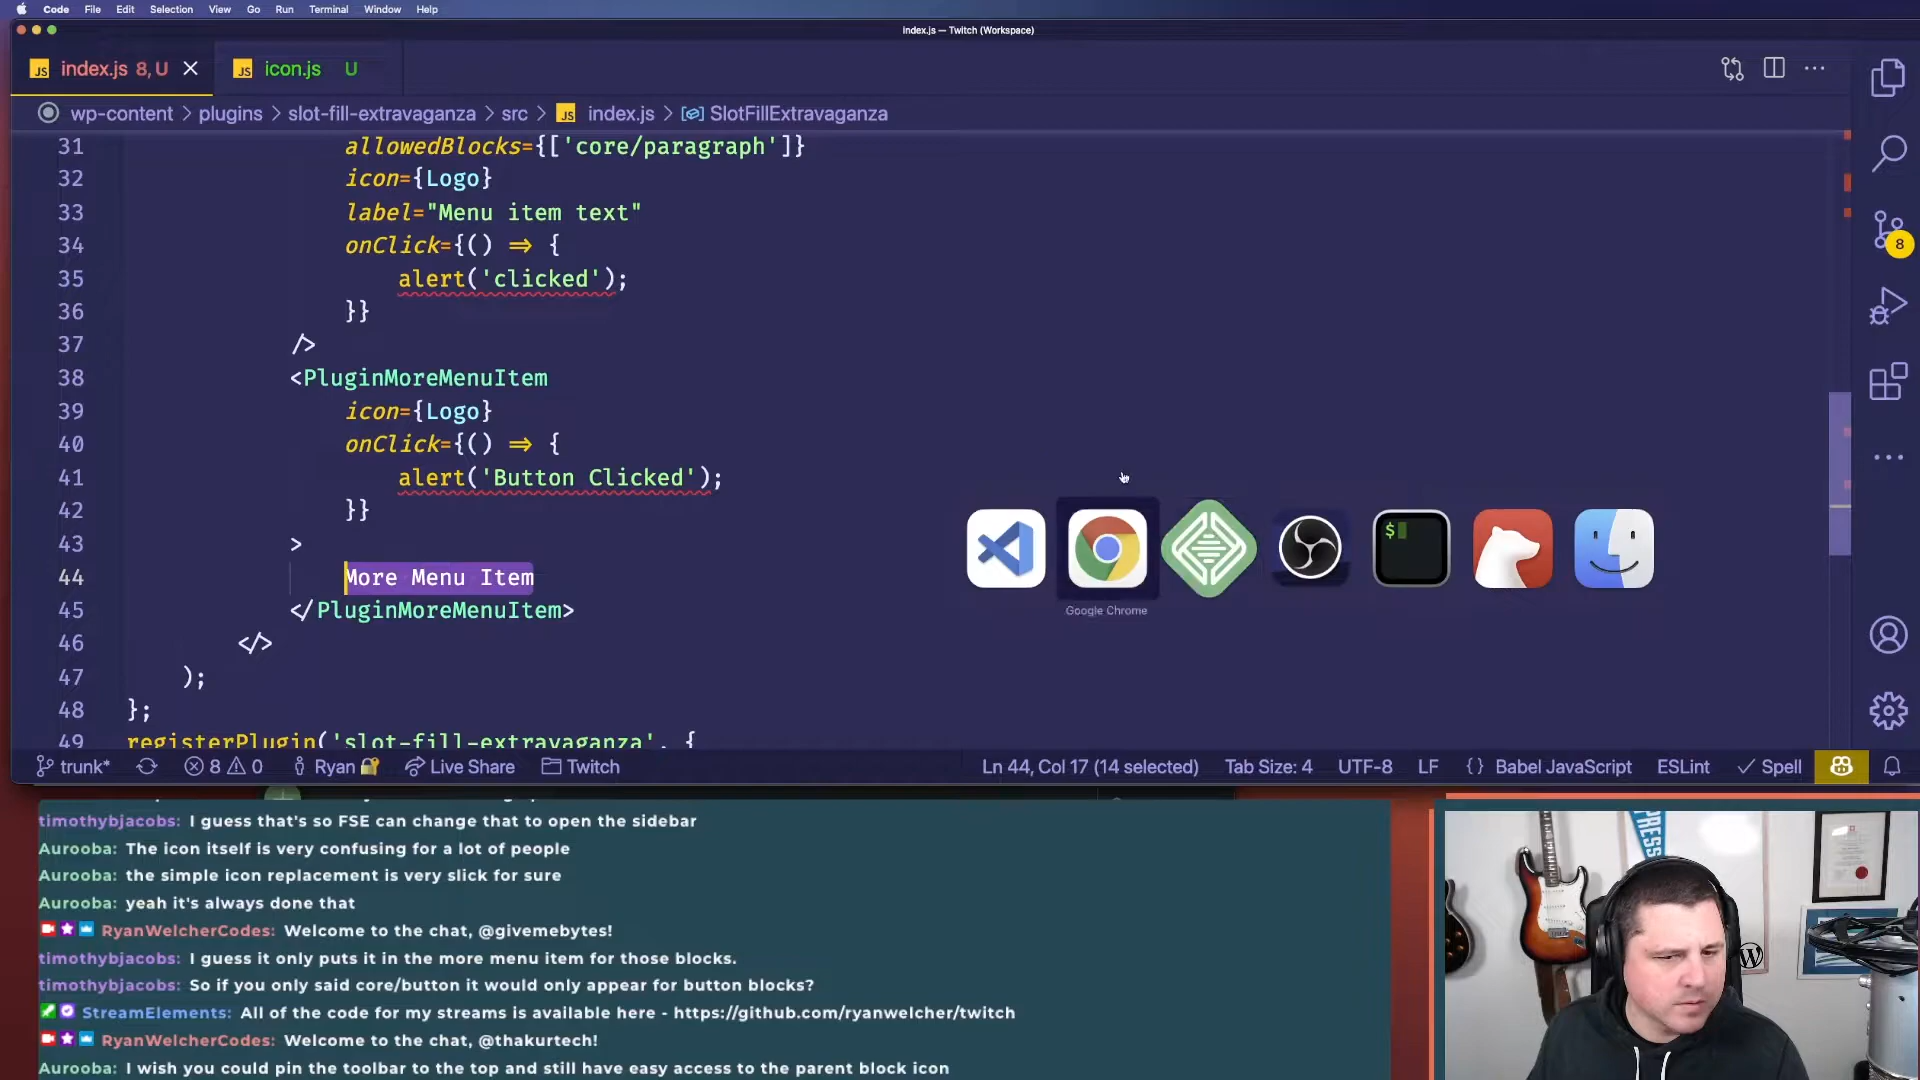 Code File Edit Selection View Go Run Terminal Window Help
index.js — Twitch (Workspace)
JS index.js 8, U JS icon.js U
wp-content > plugins > slot-fill-extravaganza > src > JS index.js > SlotFillExtravaganza
31 allowedBlocks={['core/paragraph']}
32 icon={Logo}
33 label="Menu item text"
34 onClick={() => {
35 alert('clicked');
36 }}
37 />
38 <PluginMoreMenuItem
39 icon={Logo}
40 onClick={() => {
41 alert('Button Clicked');
42 }}
43 >
44 More Menu Item
45 </PluginMoreMenuItem>
46 </>
47 );
48 };
49 registerPlugin('slot-fill-extravaganza', {
8
$
Google Chrome
trunk* 8 0 Ryan Live Share Twitch Ln 44, Col 17 (14 selected) Tab Size: 4 UTF-8 LF {} Babel JavaScript ESLint Spell
timothybjacobs: I guess that's so FSE can change that to open the sidebar
Aurooba: The icon itself is very confusing for a lot of people
Aurooba: the simple icon replacement is very slick for sure
Aurooba: yeah it's always done that
RyanWelcherCodes: Welcome to the chat, @givemebytes!
timothybjacobs: I guess it only puts it in the more menu item for those blocks.
timothybjacobs: So if you only said core/button it would only appear for button blocks?
StreamElements: All of the code for my streams is available here - https://github.com/ryanwelcher/twitch
RyanWelcherCodes: Welcome to the chat, @thakurtech!
Aurooba: I wish you could pin the toolbar to the top and still have easy access to the parent block icon